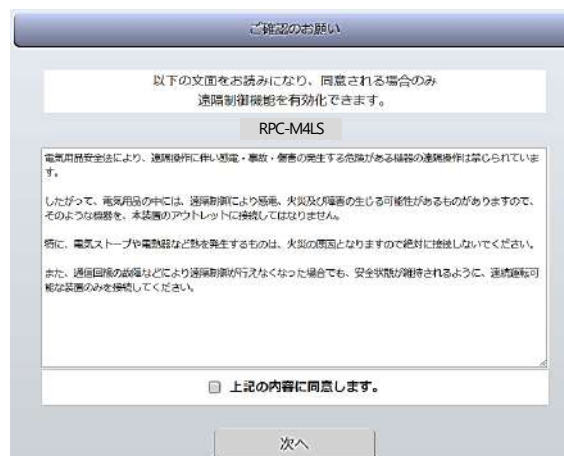 ご確認のお願い
以下の文面をお読みになり、同意される場合のみ
遠隔制御機能を有効化できます。
RPC-M4LS
電気用品安全法により、遠隔操作に伴い感電・事故・傷害の発生する危険がある機器の遠隔操作は禁じられていま
す。
したがって、電気用品の中には、遠隔制御により感電、火災及び障害の生じる可能性があるものがありますので、
そのような機器を、本装置のアウトレットに接続してはなりません。
特に、電気ストーブや電熱器など熱を発生するものは、火災の原因となりますので絶対に接続しないでください。
また、通信回線の故障などにより遠隔制御が行えなくなった場合でも、安全状態が維持されるように、連続運転可
能な装置のみを接続してください。
上記の内容に同意します。
次へ